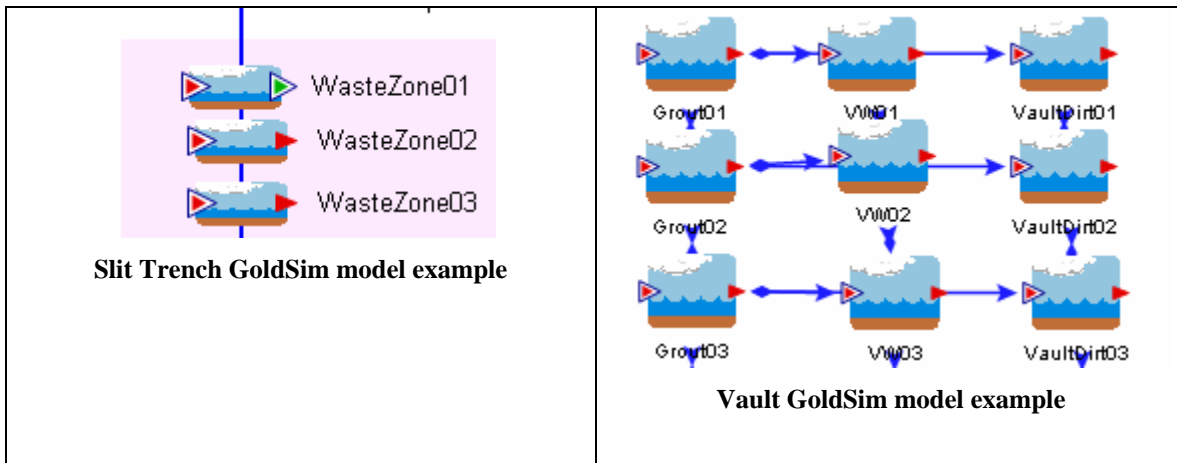 WasteZone01
WasteZone02
WasteZone03
Slit Trench GoldSim model example
Grout01 VW01 VaultDirt01
Grout02 VW02 VaultDirt02
Grout03 VW03 VaultDirt03
Vault GoldSim model example